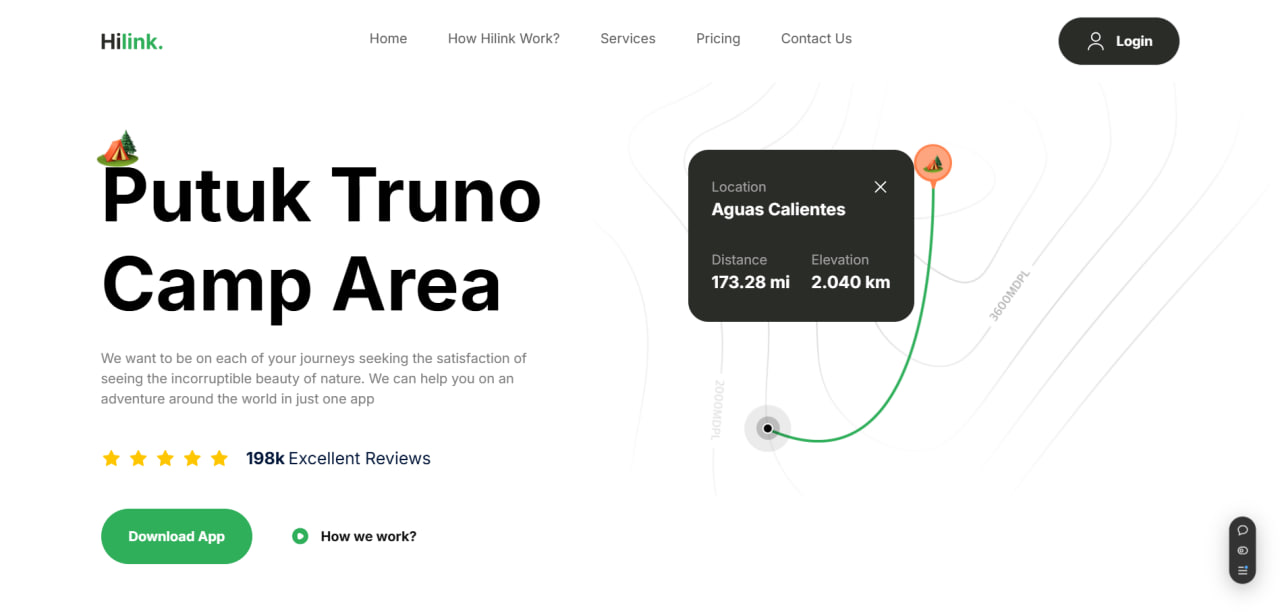 Hilink.
Home
How Hilink Work?
Services
Pricing
Contact Us
Login
Putuk Truno
Camp Area
We want to be on each of your journeys seeking the satisfaction of
seeing the incorruptible beauty of nature. We can help you on an
adventure around the world in just one app
198k Excellent Reviews
Download App
How we work?
Location
Aguas Calientes
Distance
Elevation
173.28 mi
2.040 km
3600MDPL
2000MDPL